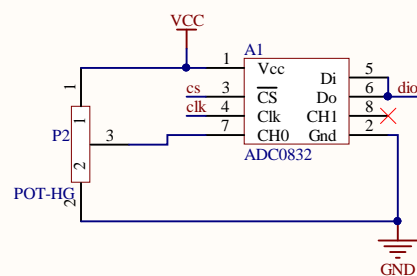 VCC
A1
1 Vcc
Di 5
cs 3 CS
Do 6 dio
clk 4 Clk
CH1 8
7 CH0
Gnd 2
ADC0832
1
1
P2
3
2
POT-HG
2
GND